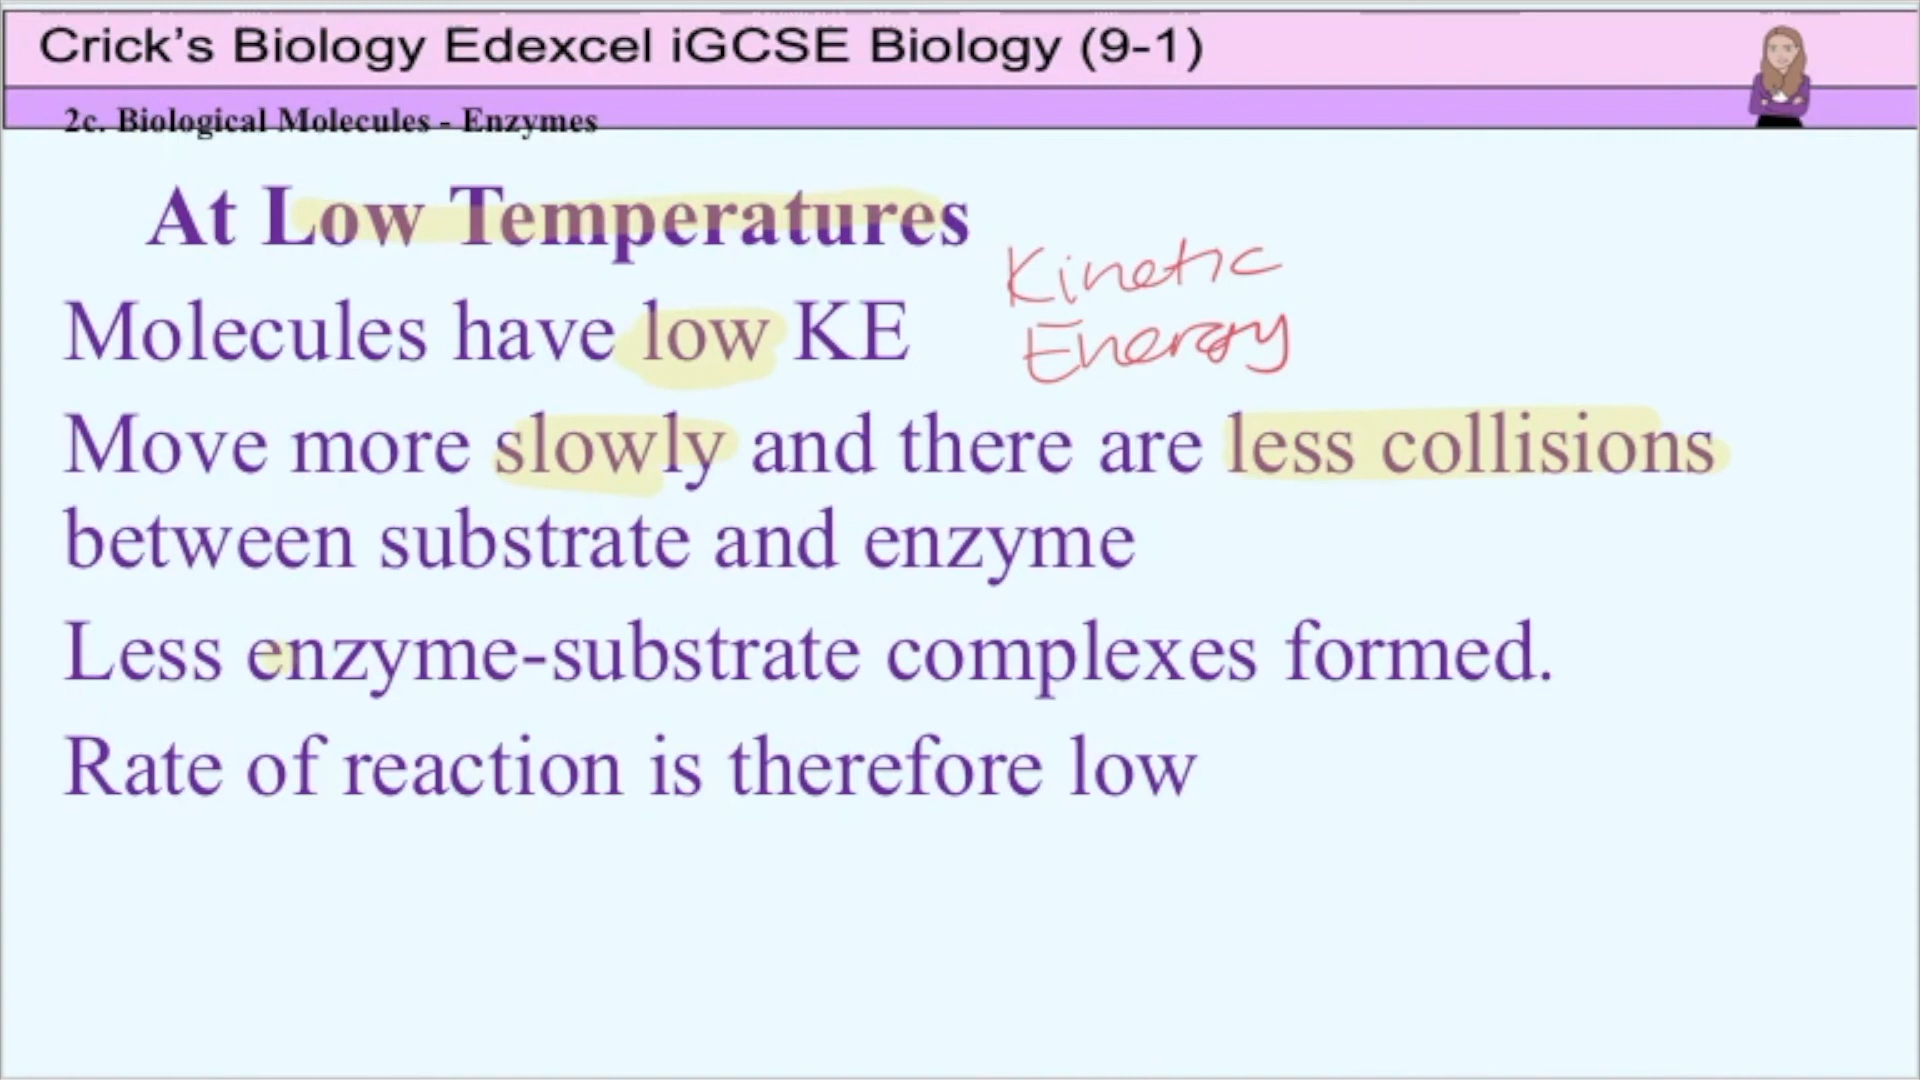 Crick's Biology Edexcel iGCSE Biology (9-1)
2c. Biological Molecules - Enzymes
At Low Temperatures
Kinetic
Molecules have low KE
Energy
Move more slowly and there are less collisions
between substrate and enzyme
Less enzyme-substrate complexes formed.
Rate of reaction is therefore low